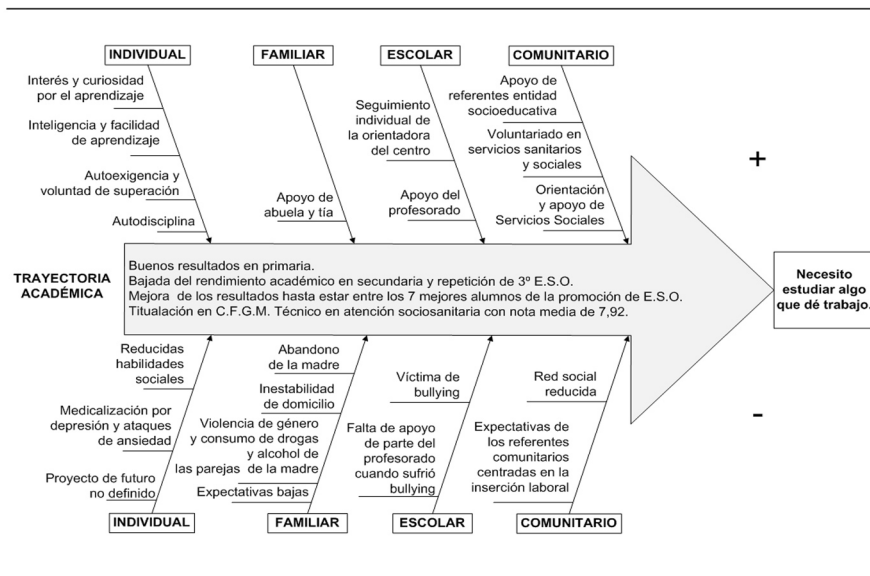 INDIVIDUAL
FAMILIAR
ESCOLAR
COMUNITARIO
Interés y curiosidad
por el aprendizaje
Inteligencia y facilidad
de aprendizaje
Autoexigencia y
voluntad de superación
Autodisciplina
Apoyo de
abuela y tía
Seguimiento
individual de
la orientadora
del centro
Apoyo del
profesorado
Apoyo de
referentes entidad
socioeducativa
Voluntariado en
servicios sanitarios
y sociales
Orientación
y apoyo de
Servicios Sociales
+
TRAYECTORIA
ACADÉMICA
Buenos resultados en primaria.
Bajada del rendimiento académico en secundaria y repetición de 3º E.S.O.
Mejora de los resultados hasta estar entre los 7 mejores alumnos de la promoción de E.S.O.
Titualación en C.F.G.M. Técnico en atención sociosanitaria con nota media de 7,92.
Necesito
estudiar algo
que dé trabajo.
Reducidas
habilidades
sociales
Medicalización por
depresión y ataques
de ansiedad
Proyecto de futuro
no definido
Abandono
de la madre
Inestabilidad
de domicilio
Violencia de género
y consumo de drogas
y alcohol de
las parejas de la madre
Expectativas bajas
Víctima de
bullying
Falta de apoyo
de parte del
profesorado
cuando sufrió
bullying
Red social
reducida
Expectativas de
los referentes
comunitarios
centradas en la
inserción laboral
-
INDIVIDUAL
FAMILIAR
ESCOLAR
COMUNITARIO